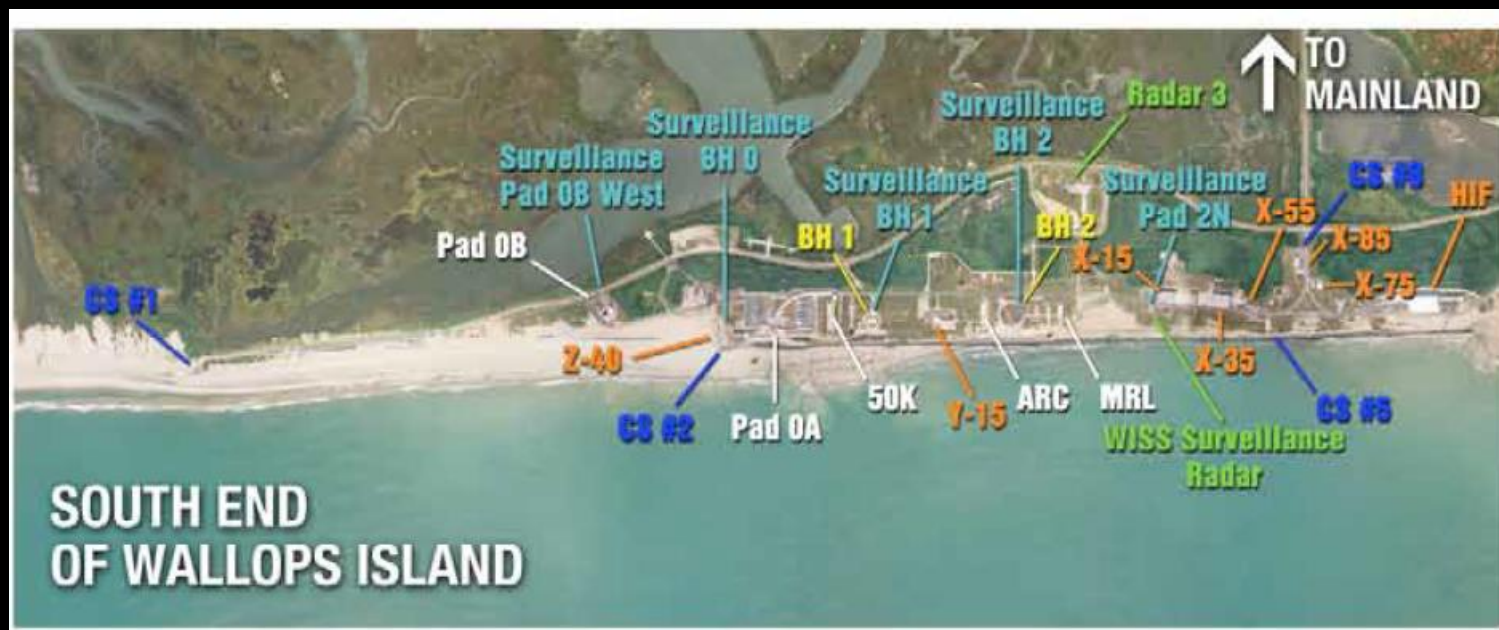 TO
MAINLAND
Radar 3
Surveillance
BH 2
Surveillance
BH 0
Surveillance
Pad 0B West
Surveillance
BH 1
Surveillance
Pad 2N
CS #8
HIF
X-55
X-85
X-75
X-15
BH 2
BH 1
Pad 0B
CS #1
Z-40
CS #2
Pad 0A
50K
Y-15
ARC
MRL
X-35
CS #5
WISS Surveillance
Radar
SOUTH END
OF WALLOPS ISLAND